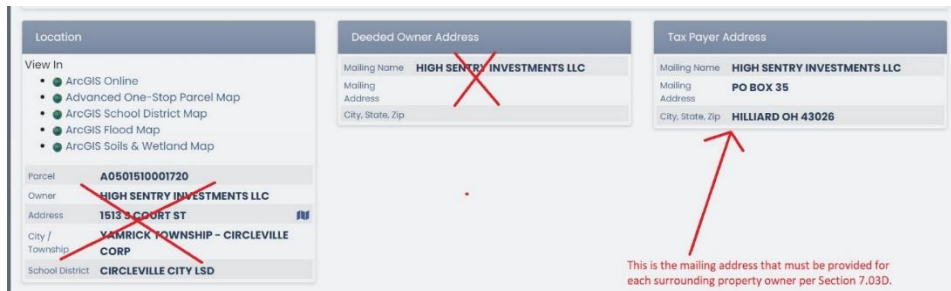 Location
View In
ArcGIS Online
Advanced One-Stop Parcel Map
ArcGIS School District Map
ArcGIS Flood Map
ArcGIS Soils & Wetland Map
Parcel A0501510001720
Owner HIGH SENTRY INVESTMENTS LLC
Address 1513 S COURT ST
City / YAMRICK TOWNSHIP - CIRCLEVILLE
Township CORP
School District CIRCLEVILLE CITY LSD
Deeded Owner Address
Mailing Name HIGH SENTRY INVESTMENTS LLC
Mailing
Address
City, State, Zip
Tax Payer Address
Mailing Name HIGH SENTRY INVESTMENTS LLC
Mailing PO BOX 35
Address
City, State, Zip HILLIARD OH 43026
This is the mailing address that must be provided for
each surrounding property owner per Section 7.03D.